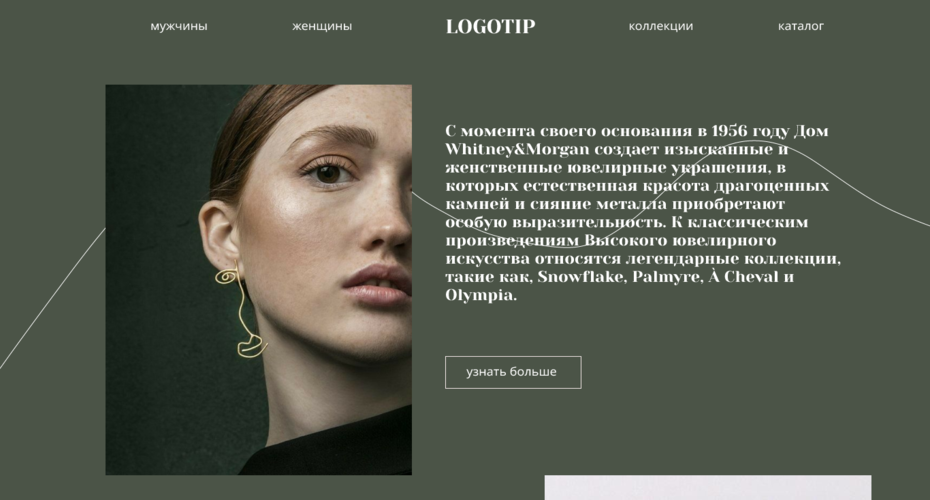 мужчины
женщины
LOGOTIP
коллекции
каталог
С момента своего основания в 1956 году Дом
Whitney&Morgan создает изысканные и
женственные ювелирные украшения, в
которых естественная красота драгоценных
камней и сияние металла приобретают
особую выразительность. К классическим
произведениям Высокого ювелирного
искусства относятся легендарные коллекции,
такие как, Snowflake, Palmyre, À Cheval и
Olympia.
узнать больше